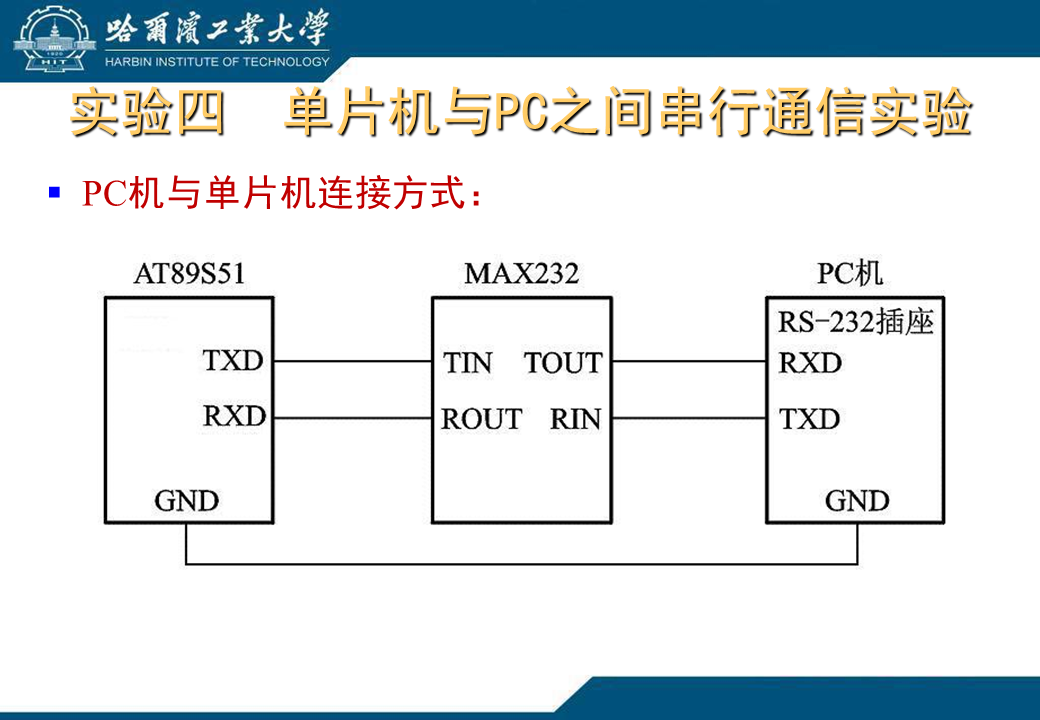 哈爾濱工業大學
HARBIN INSTITUTE OF TECHNOLOGY
HIT
实验四 单片机与PC之间串行通信实验
PC机与单片机连接方式：
AT89S51 MAX232 PC机
RS-232插座
TXD TIN TOUT RXD
RXD ROUT RIN TXD
GND GND